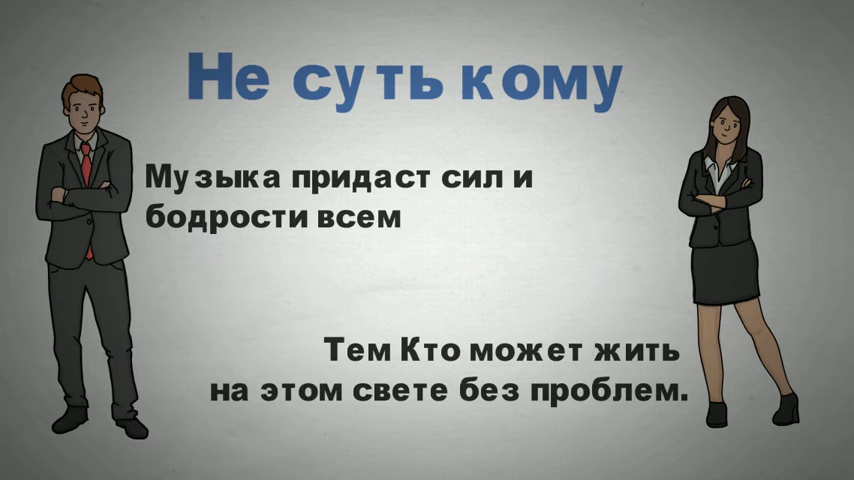 Не суть кому
Музыка придаст сил и
бодрости всем
Тем Кто может жить
на этом свете без проблем.